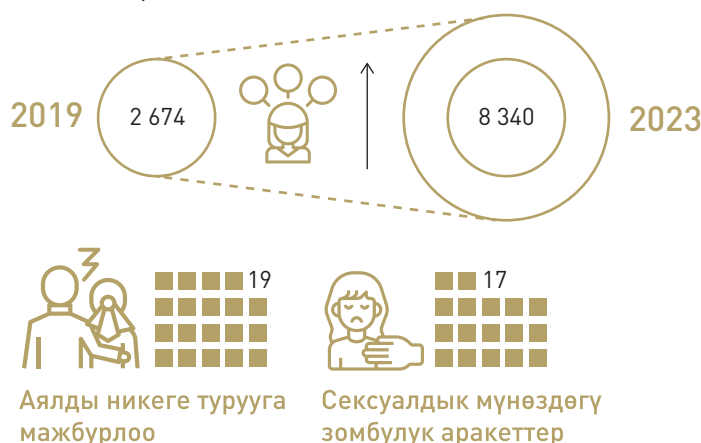 2019
2 674
8 340
2023
19
17
Аялды никеге турууга
мажбурлоо
Сексуалдык мүнөздөгү
зомбулук аракеттер